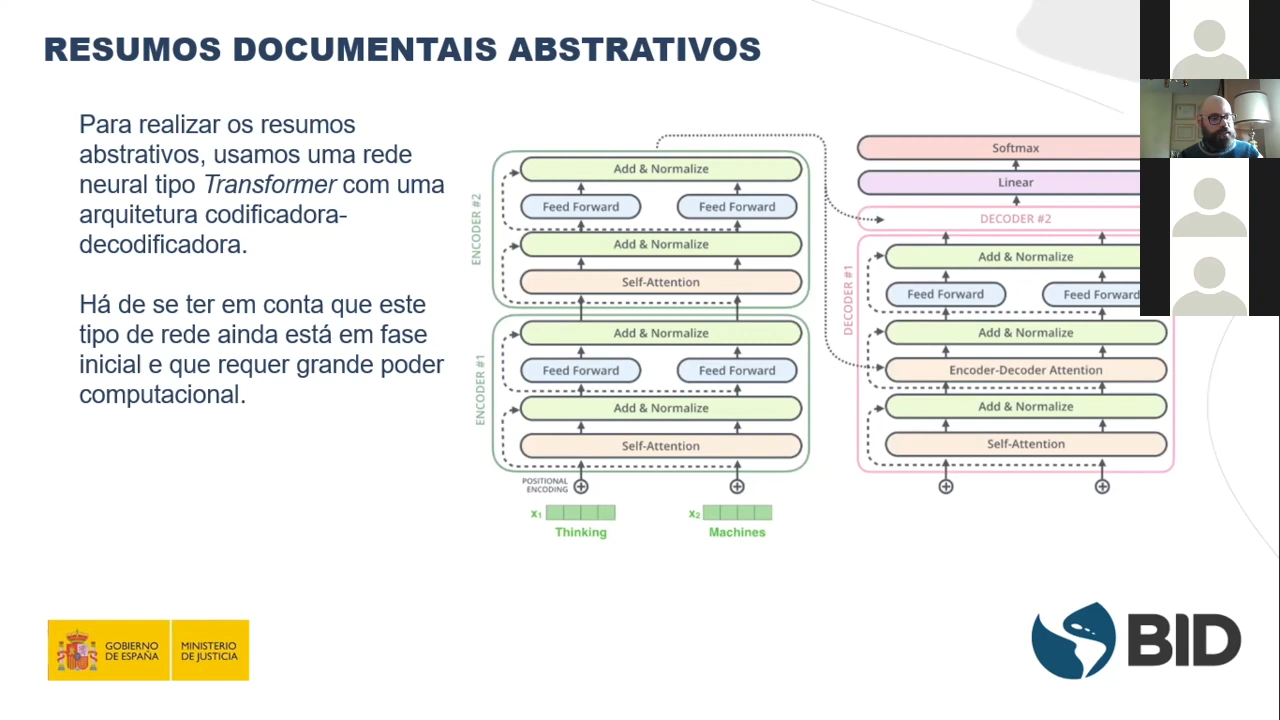 RESUMOS DOCUMENTAIS ABSTRATIVOS
Para realizar os resumos
abstrativos, usamos uma rede
neural tipo Transformer com uma
arquitetura codificadora-
decodificadora.
Há de se ter em conta que este
tipo de rede ainda está em fase
inicial e que requer grande poder
computacional.
ENCODER #2
Add & Normalize
Feed Forward Feed Forward
Add & Normalize
Self-Attention
ENCODER #1
Add & Normalize
Feed Forward Feed Forward
Add & Normalize
Self-Attention
POSITIONAL
ENCODING
x1 x2
Thinking Machines
Softmax
Linear
DECODER #2
DECODER #1
Add & Normalize
Feed Forward Feed Forward
Add & Normalize
Encoder-Decoder Attention
Add & Normalize
Self-Attention
GOBIERNO
DE ESPAÑA
MINISTERIO
DE JUSTICIA
BID